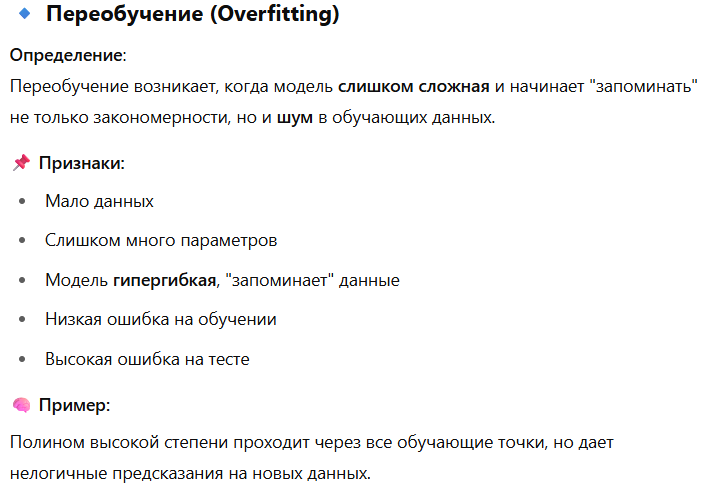 🔹 Переобучение (Overfitting)
Определение:
Переобучение возникает, когда модель слишком сложная и начинает "запоминать"
не только закономерности, но и шум в обучающих данных.
📌 Признаки:
• Мало данных
• Слишком много параметров
• Модель гипергибкая, "запоминает" данные
• Низкая ошибка на обучении
• Высокая ошибка на тесте
🧠 Пример:
Полином высокой степени проходит через все обучающие точки, но дает
нелогичные предсказания на новых данных.